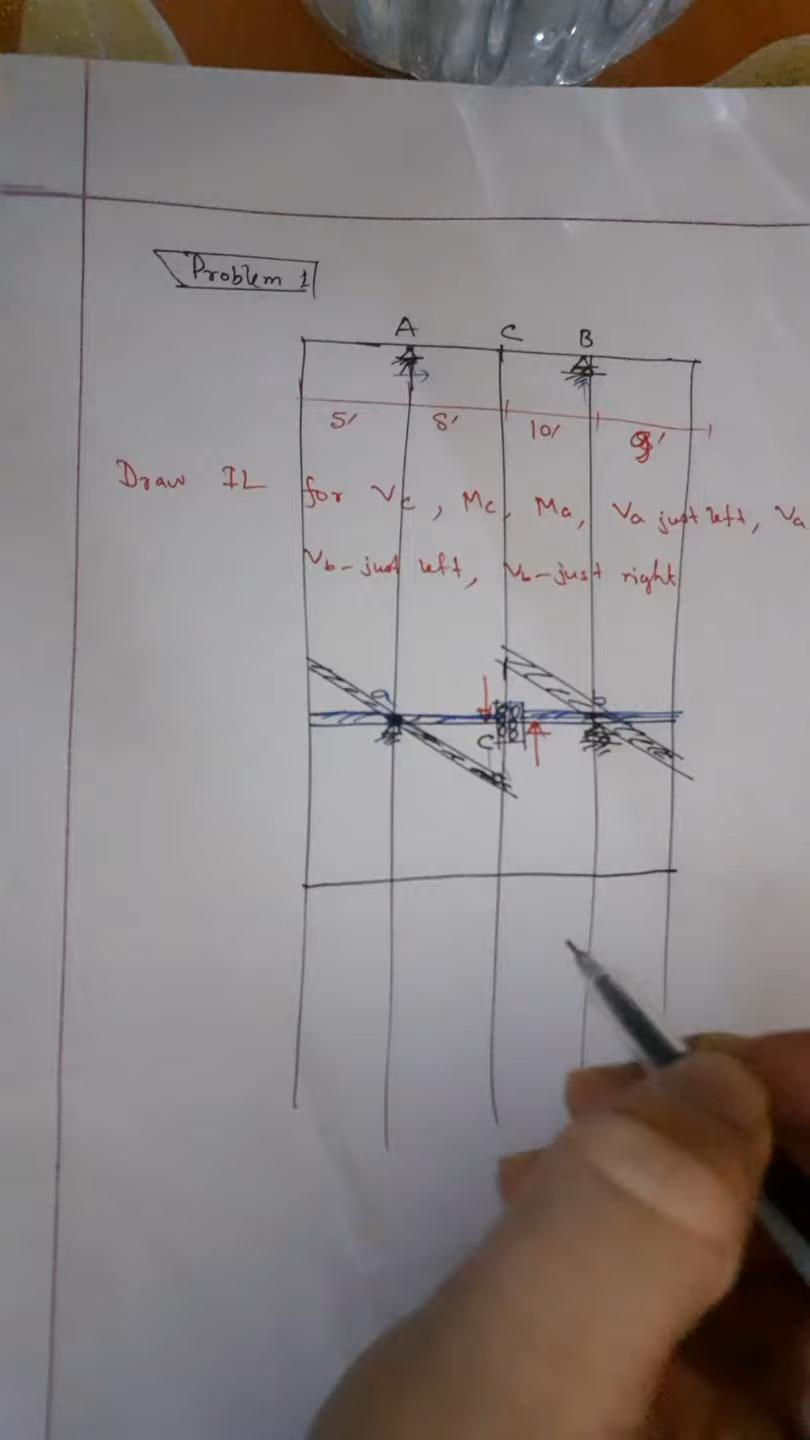 Problem 1
A C B
5' 8' 10'
Draw IL for Vc, Mc, Ma, Va just left, Va
Vb-just left, Vb-just right
a b
C